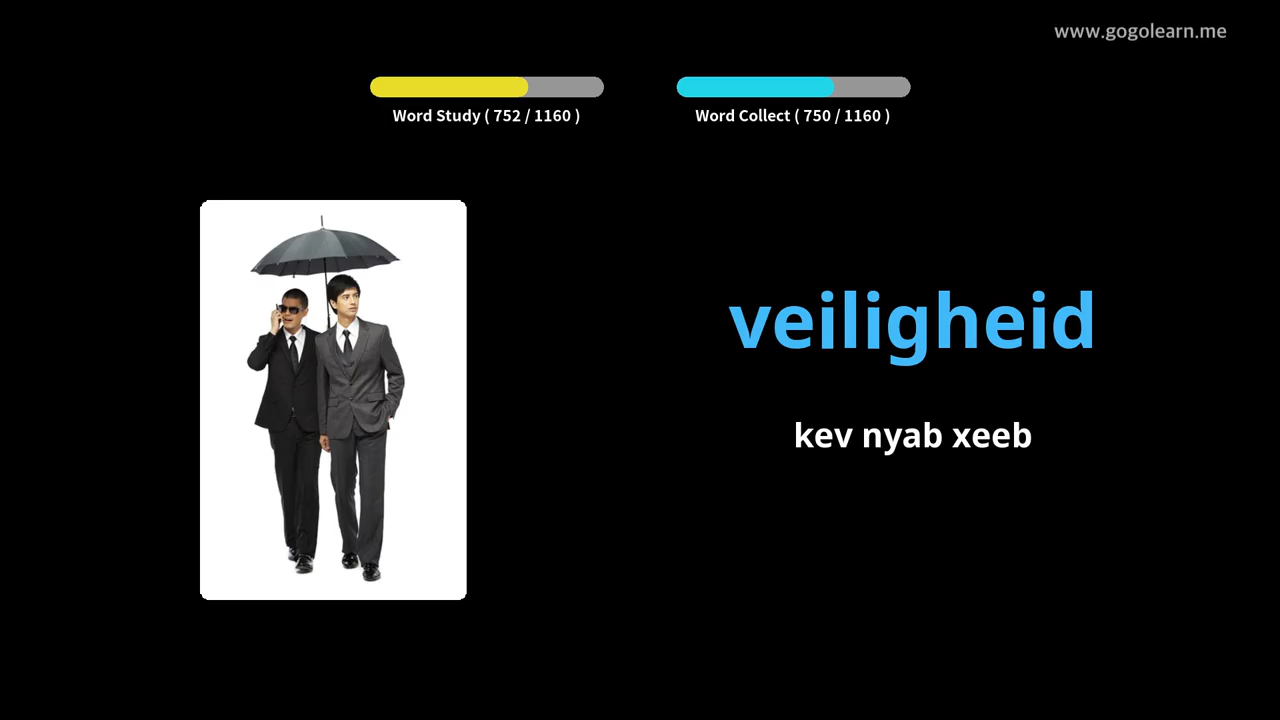 www.gogolearn.me
Word Study ( 752 / 1160 )
Word Collect ( 750 / 1160 )
veiligheid
kev nyab xeeb